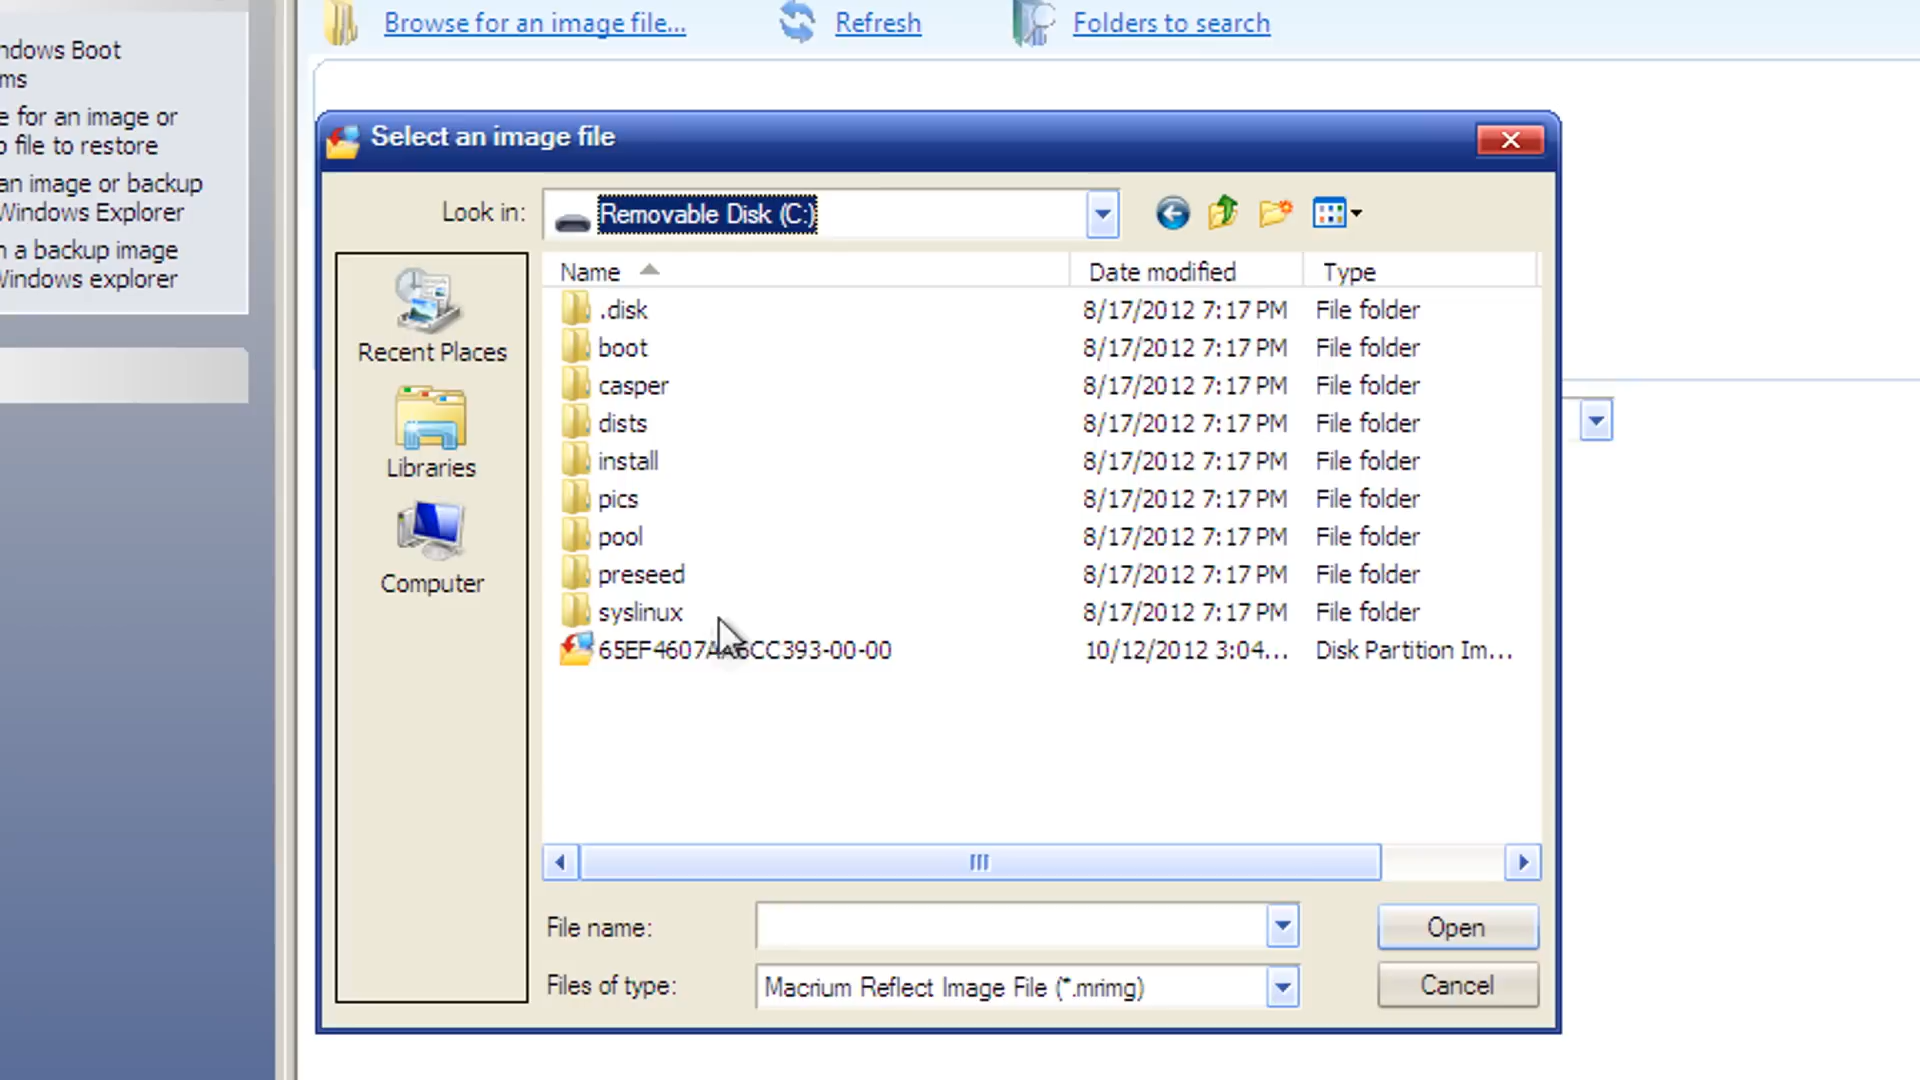 Browse for an image file...
Refresh
Folders to search
ndows Boot
ms
e for an image or
file to restore
an image or backup
Windows Explorer
n a backup image
Windows explorer
Select an image file
Look in:
Removable Disk (C:)
Name
Date modified
Type
.disk 8/17/2012 7:17 PM File folder
boot 8/17/2012 7:17 PM File folder
casper 8/17/2012 7:17 PM File folder
dists 8/17/2012 7:17 PM File folder
install 8/17/2012 7:17 PM File folder
pics 8/17/2012 7:17 PM File folder
pool 8/17/2012 7:17 PM File folder
preseed 8/17/2012 7:17 PM File folder
syslinux 8/17/2012 7:17 PM File folder
65EF4607AA6CC393-00-00 10/12/2012 3:04... Disk Partition Im...
Recent Places
Libraries
Computer
File name:
Open
Files of type:
Macrium Reflect Image File (*.mrimg)
Cancel